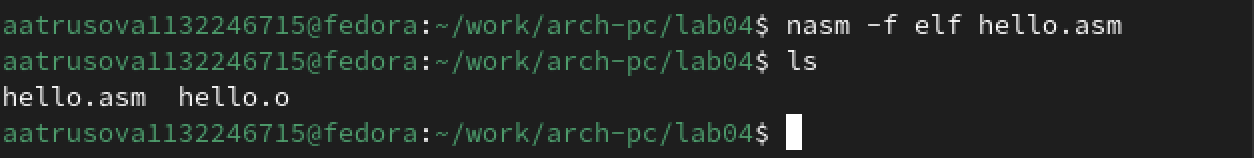 aatrusova1132246715@fedora:~/work/arch-pc/lab04$ nasm -f elf hello.asm
aatrusova1132246715@fedora:~/work/arch-pc/lab04$ ls
hello.asm  hello.o
aatrusova1132246715@fedora:~/work/arch-pc/lab04$